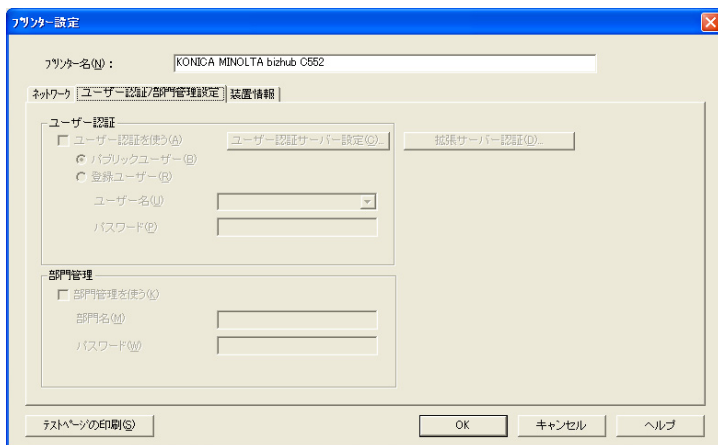 プリンター設定
プリンター名(N)： KONICA MINOLTA bizhub C552
ネットワーク ユーザー認証/部門管理設定 装置情報
ユーザー認証
ユーザー認証を使う(A) ユーザー認証サーバー設定(C)... 拡張サーバー認証(D)...
パブリックユーザー(B)
登録ユーザー(R)
ユーザー名(U)
パスワード(P)
部門管理
部門管理を使う(K)
部門名(M)
パスワード(W)
テストページの印刷(S) OK キャンセル ヘルプ